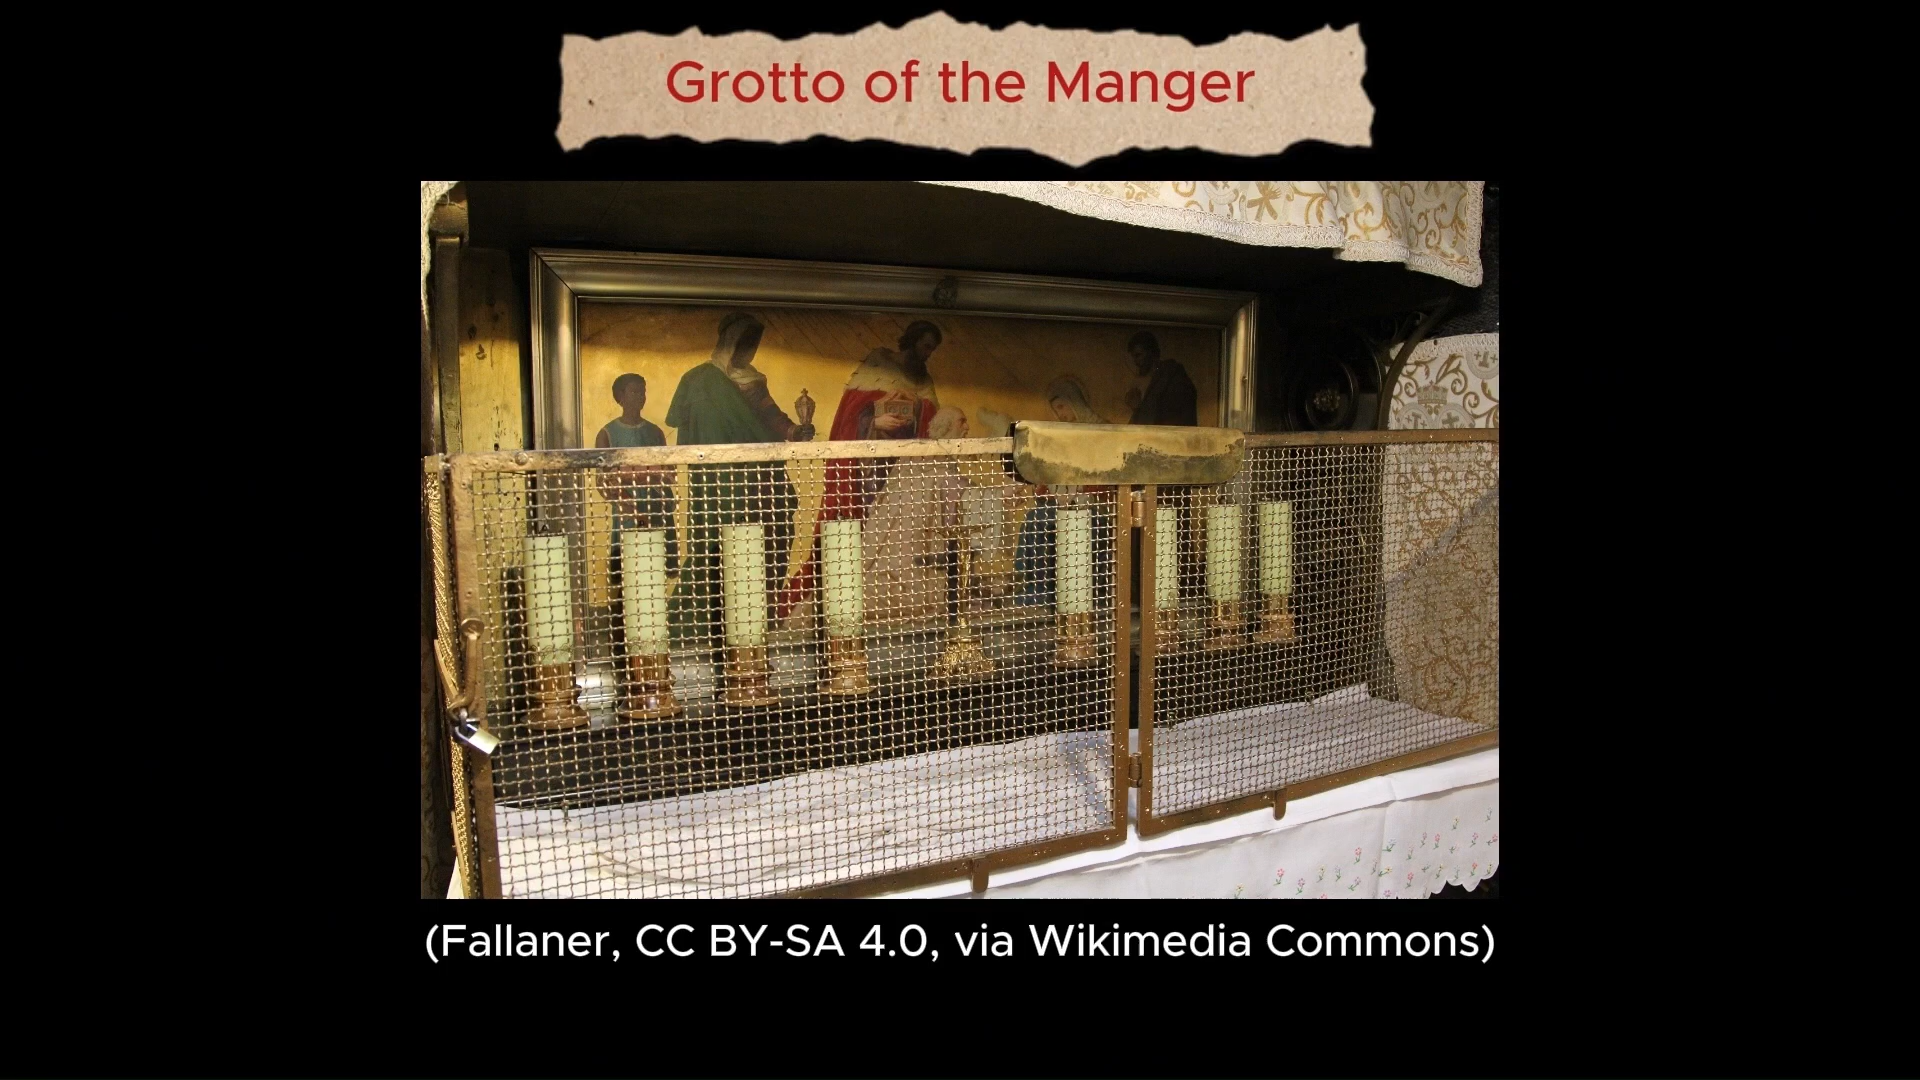 Grotto of the Manger
(Fallaner, CC BY-SA 4.0, via Wikimedia Commons)